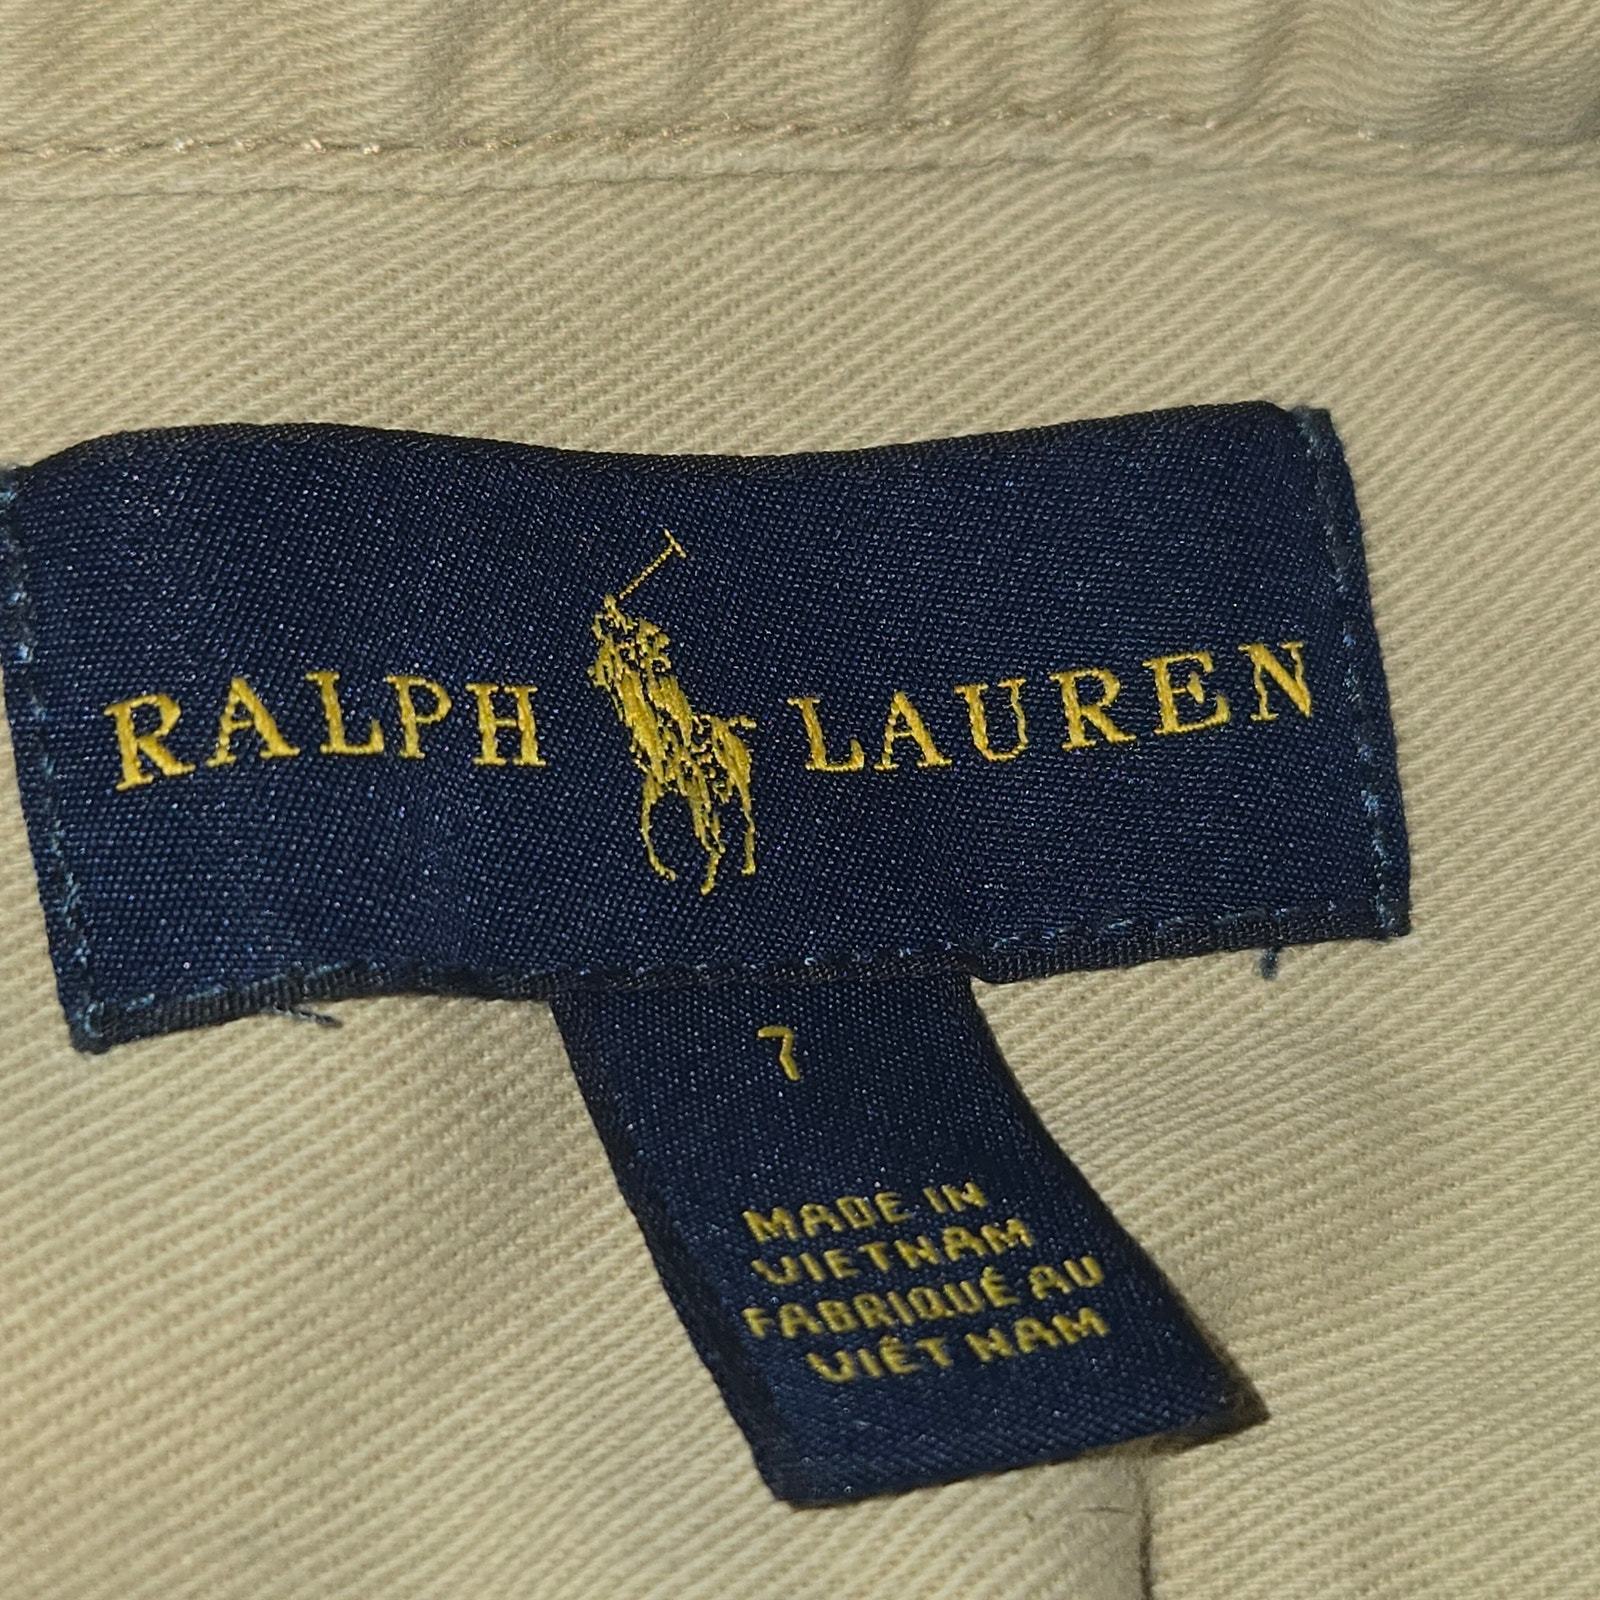 RALPH LAUREN
7
MADE IN
VIETNAM
FABRIQUÉ AU
VIÊT NAM